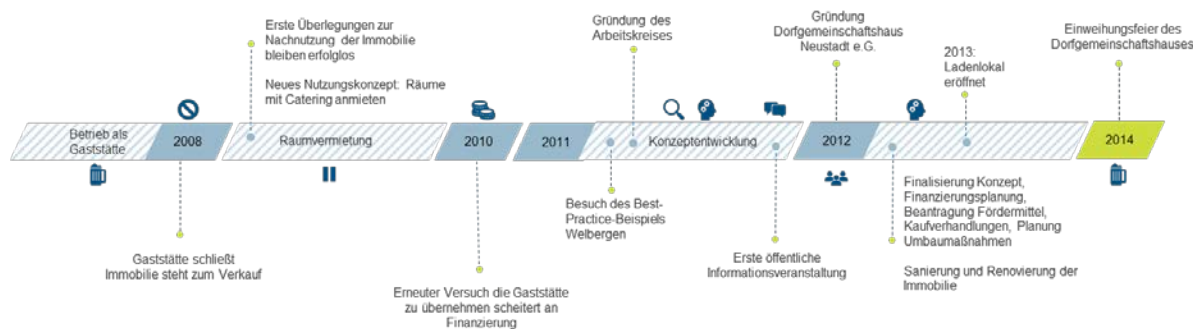 Erste Überlegungen zur
Nachnutzung der Immobilie
bleiben erfolglos
Neues Nutzungskonzept: Räume
mit Catering anmieten
Gründung des
Arbeitskreises
Gründung
Dorfgemeinschaftshaus
Neustadt e.G.
2013:
Ladenlokal
eröffnet
Einweihungsfeier des
Dorfgemeinschaftshauses
Betrieb als
Gaststätte
2008
Raumvermietung
2010
2011
Konzeptentwicklung
2012
2014
Gaststätte schließt
Immobilie steht zum Verkauf
Erneuter Versuch die Gaststätte
zu übernehmen scheitert an
Finanzierung
Besuch des Best-
Practice-Beispiels
Welbergen
Erste öffentliche
Informationsveranstaltung
Finalisierung Konzept,
Finanzierungsplanung,
Beantragung Fördermittel,
Kaufverhandlungen, Planung
Umbaumaßnahmen
Sanierung und Renovierung der
Immobilie